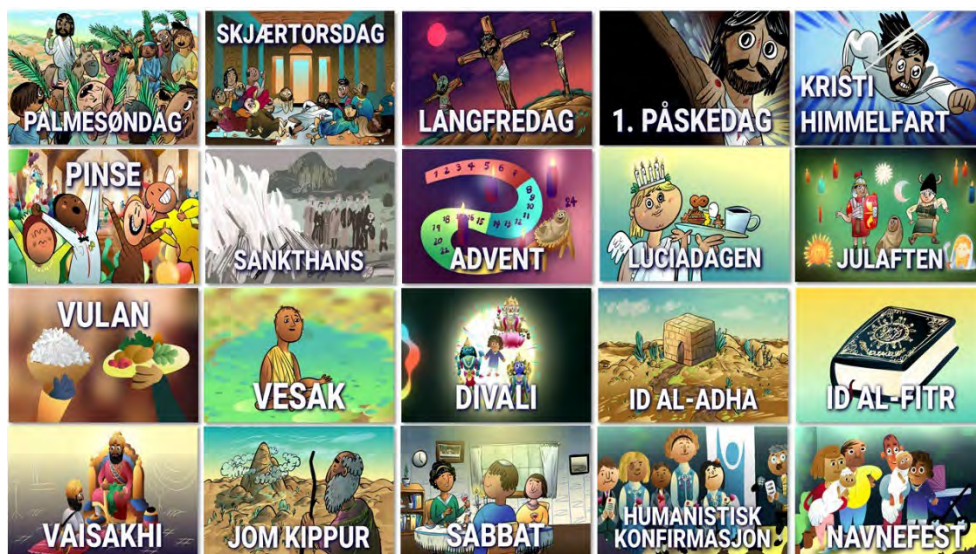 PALMESØNDAG
SKJÆRTORSDAG
LANGFREDAG
1. PÅSKEDAG
KRISTI
HIMMELFART
PINSE
SANKTHANS
ADVENT
LUCIADAGEN
JULAFTEN
VULAN
VESAK
DIVALI
ID AL-ADHA
ID AL-FITR
VAISAKHI
JOM KIPPUR
SABBAT
HUMANISTISK
KONFIRMASJON
NAVNEFEST